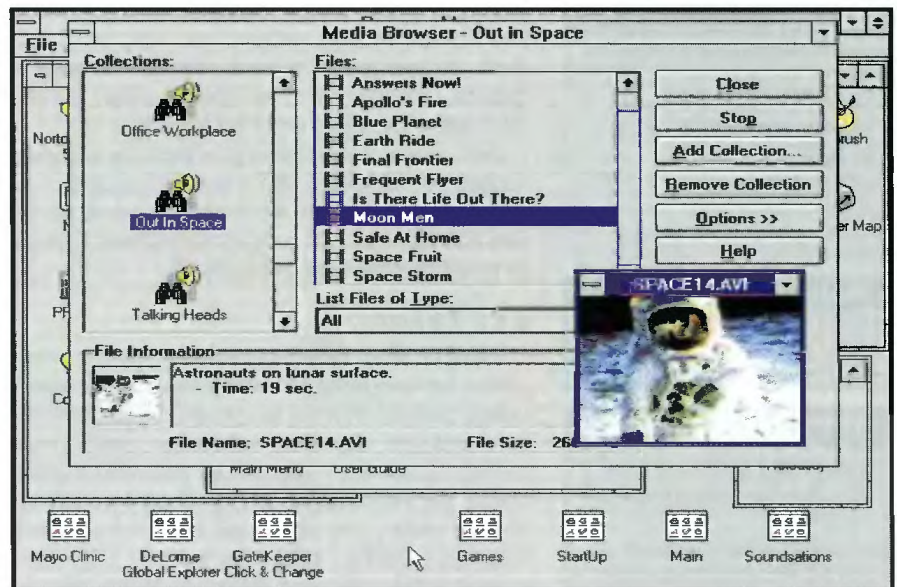 Media Browser - Out in Space
File
Collections:
Office Workplace
Out In Space
Talking Heads
Files:
Answers Now!
Apollo's Fire
Blue Planet
Earth Ride
Final Frontier
Frequent Flyer
Is There Life Out There?
Moon Men
Safe At Home
Space Fruit
Space Storm
List Files of Type:
All
Close
Stop
Add Collection...
Remove Collection
Options >>
Help
SPACE14.AVI
File Information
Astronauts on lunar surface.
- Time: 19 sec.
File Name: SPACE14.AVI
File Size: 26
Main Menu
User Guide
Mayo Clinic
DeLorme
Global Explorer
GateKeeper
Click & Change
Games
StartUp
Main
Soundsations